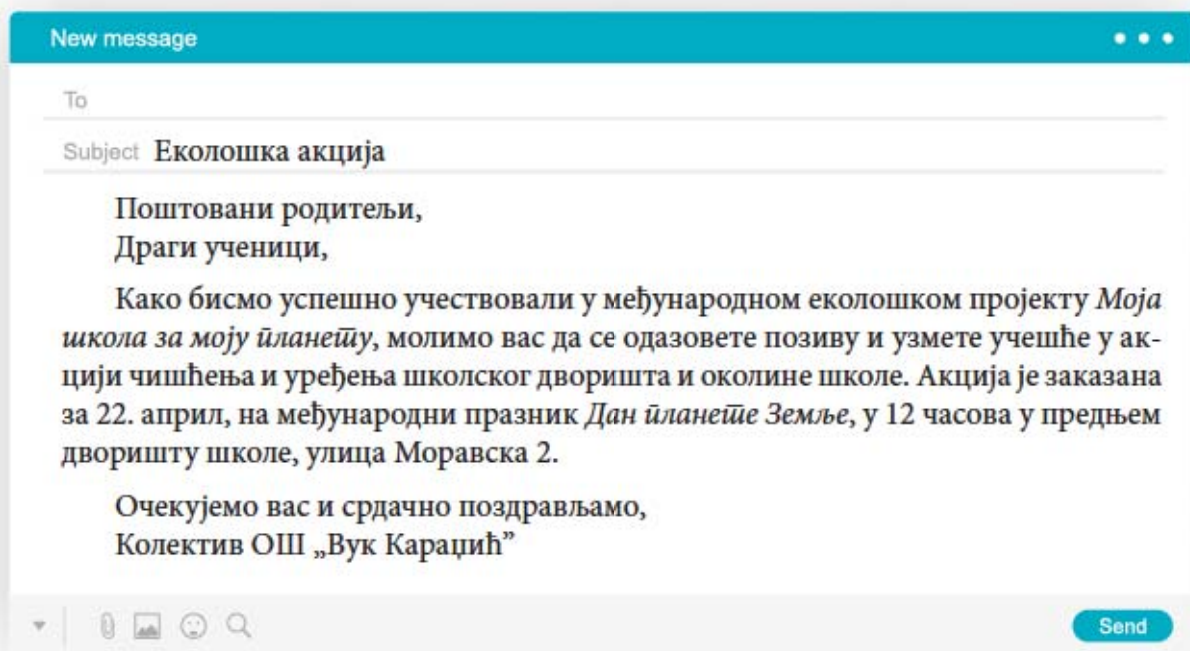 New message
To
Subject Еколошка акција
Поштовани родитељи,
Драги ученици,
Како бисмо успешно учествовали у међународном еколошком пројекту Моја
школа за моју планету, молимо вас да се одазовете позиву и узмете учешће у ак-
цији чишћења и уређења школског дворишта и околине школе. Акција је заказана
за 22. април, на међународни празник Дан планете Земље, у 12 часова у предњем
дворишту школе, улица Моравска 2.
Очекујемо вас и срдачно поздрављамо,
Колектив ОШ „Вук Караџић”
Send